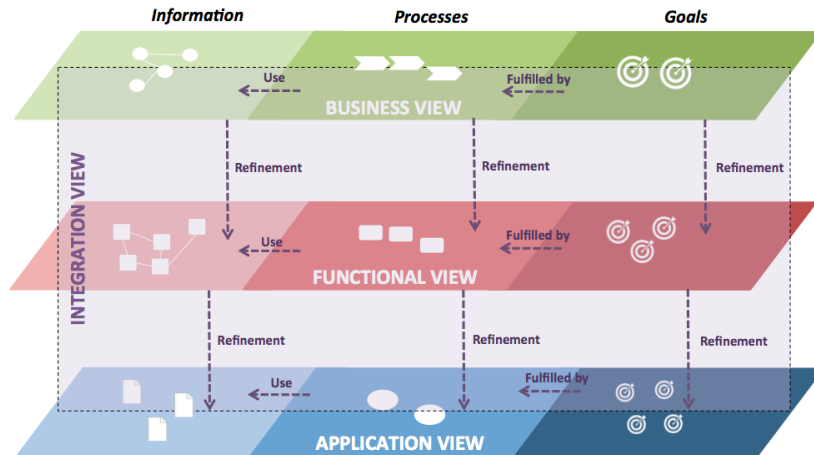 Information Processes Goals
Use Fulfilled by
BUSINESS VIEW
Refinement Refinement Refinement
INTEGRATION VIEW
Use Fulfilled by
FUNCTIONAL VIEW
Refinement Refinement Refinement
Use Fulfilled by
APPLICATION VIEW